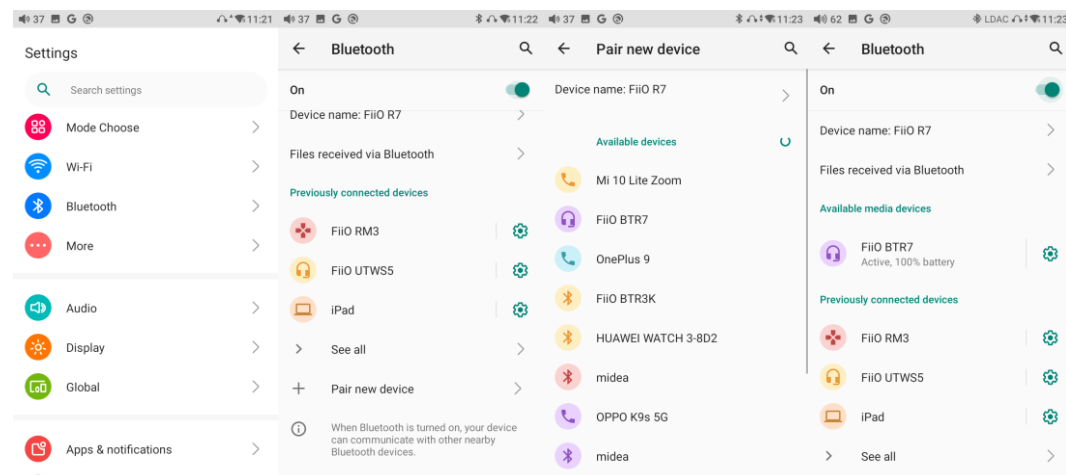 37 G 11:21
Settings
Search settings
Mode Choose
Wi-Fi
Bluetooth
More
Audio
Display
Global
Apps & notifications
37 G 11:22
Bluetooth
On
Device name: FiiO R7
Files received via Bluetooth
Previously connected devices
FiiO RM3
FiiO UTWS5
iPad
See all
Pair new device
When Bluetooth is turned on, your device
can communicate with other nearby
Bluetooth devices.
37 G 11:23
Pair new device
Device name: FiiO R7
Available devices
Mi 10 Lite Zoom
FiiO BTR7
OnePlus 9
FiiO BTR3K
HUAWEI WATCH 3-8D2
midea
OPPO K9s 5G
midea
62 G LDAC 11:23
Bluetooth
On
Device name: FiiO R7
Files received via Bluetooth
Available media devices
FiiO BTR7
Active, 100% battery
Previously connected devices
FiiO RM3
FiiO UTWS5
iPad
See all